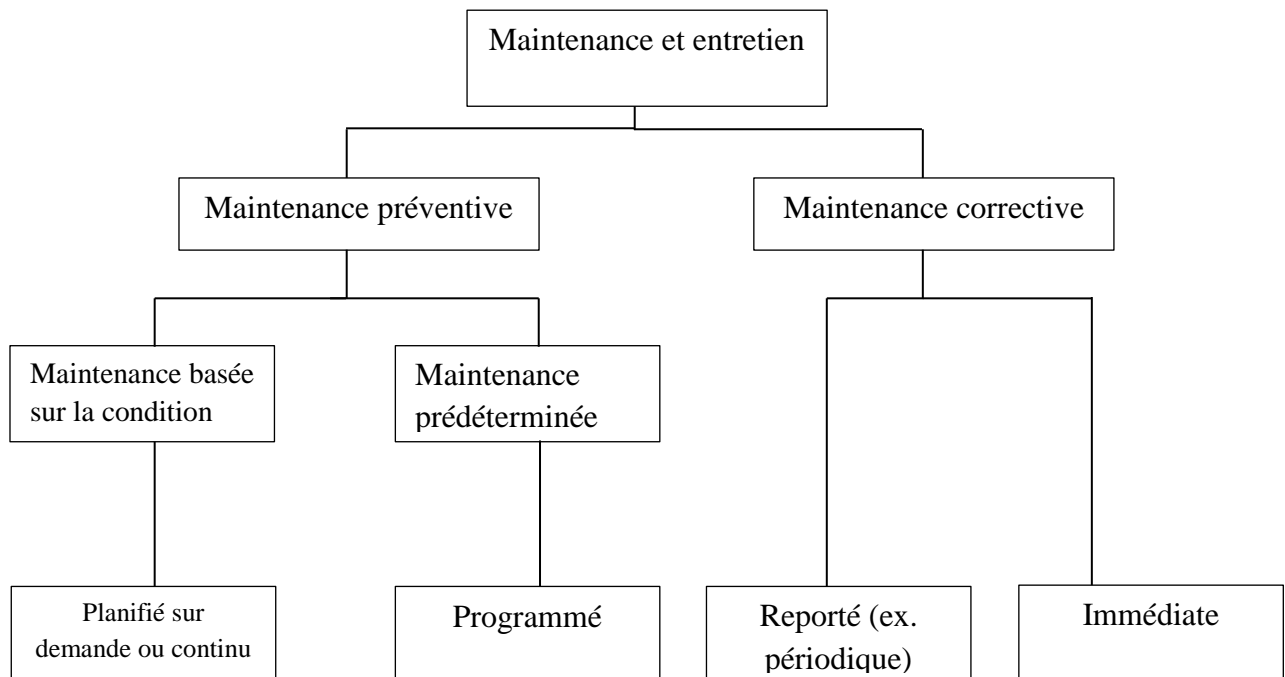 Maintenance et entretien
Maintenance préventive
Maintenance corrective
Maintenance basée
sur la condition
Maintenance
prédéterminée
Planifié sur
demande ou continu
Programmé
Reporté (ex.
périodique)
Immédiate